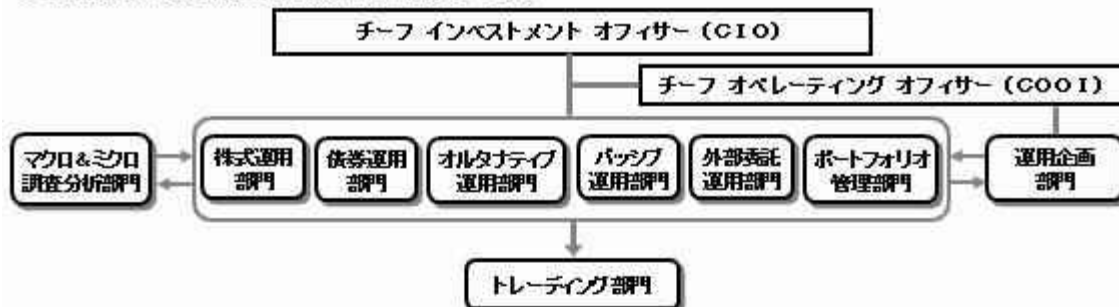 チーフ インベストメント オフィサー (CIO)
チーフ オペレーティング オフィサー (COOI)
マクロ&ミクロ
調査分析部門
株式運用
部門
債券運用
部門
オルタナティブ
運用部門
パッシブ
運用部門
外部委託
運用部門
ポートフォリオ
管理部門
運用企画
部門
トレーディング部門